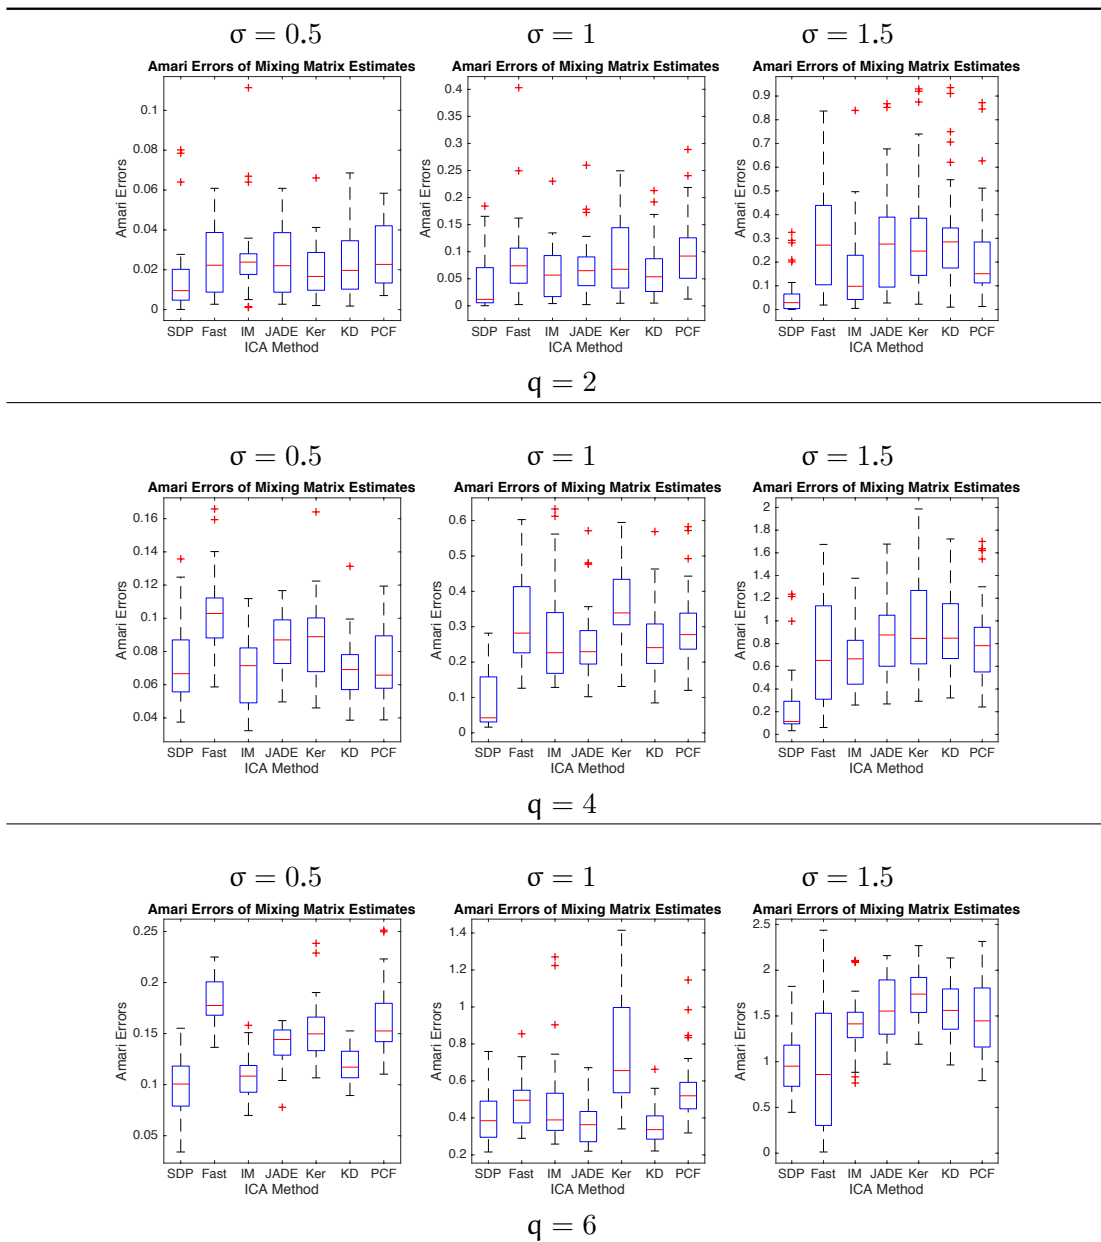 σ = 0.5 σ = 1 σ = 1.5
Amari Errors of Mixing Matrix Estimates
Amari Errors
0.1
0.08
0.06
0.04
0.02
0
SDP Fast IM JADE Ker KD PCF
ICA Method
Amari Errors of Mixing Matrix Estimates
Amari Errors
0.4
0.35
0.3
0.25
0.2
0.15
0.1
0.05
0
SDP Fast IM JADE Ker KD PCF
ICA Method
Amari Errors of Mixing Matrix Estimates
Amari Errors
0.9
0.8
0.7
0.6
0.5
0.4
0.3
0.2
0.1
0
SDP Fast IM JADE Ker KD PCF
ICA Method
q = 2
σ = 0.5 σ = 1 σ = 1.5
Amari Errors of Mixing Matrix Estimates
Amari Errors
0.16
0.14
0.12
0.1
0.08
0.06
0.04
SDP Fast IM JADE Ker KD PCF
ICA Method
Amari Errors of Mixing Matrix Estimates
Amari Errors
0.6
0.5
0.4
0.3
0.2
0.1
0
SDP Fast IM JADE Ker KD PCF
ICA Method
Amari Errors of Mixing Matrix Estimates
Amari Errors
2
1.8
1.6
1.4
1.2
1
0.8
0.6
0.4
0.2
0
SDP Fast IM JADE Ker KD PCF
ICA Method
q = 4
σ = 0.5 σ = 1 σ = 1.5
Amari Errors of Mixing Matrix Estimates
Amari Errors
0.25
0.2
0.15
0.1
0.05
SDP Fast IM JADE Ker KD PCF
ICA Method
Amari Errors of Mixing Matrix Estimates
Amari Errors
1.4
1.2
1
0.8
0.6
0.4
0.2
SDP Fast IM JADE Ker KD PCF
ICA Method
Amari Errors of Mixing Matrix Estimates
Amari Errors
2.5
2
1.5
1
0.5
0
SDP Fast IM JADE Ker KD PCF
ICA Method
q = 6